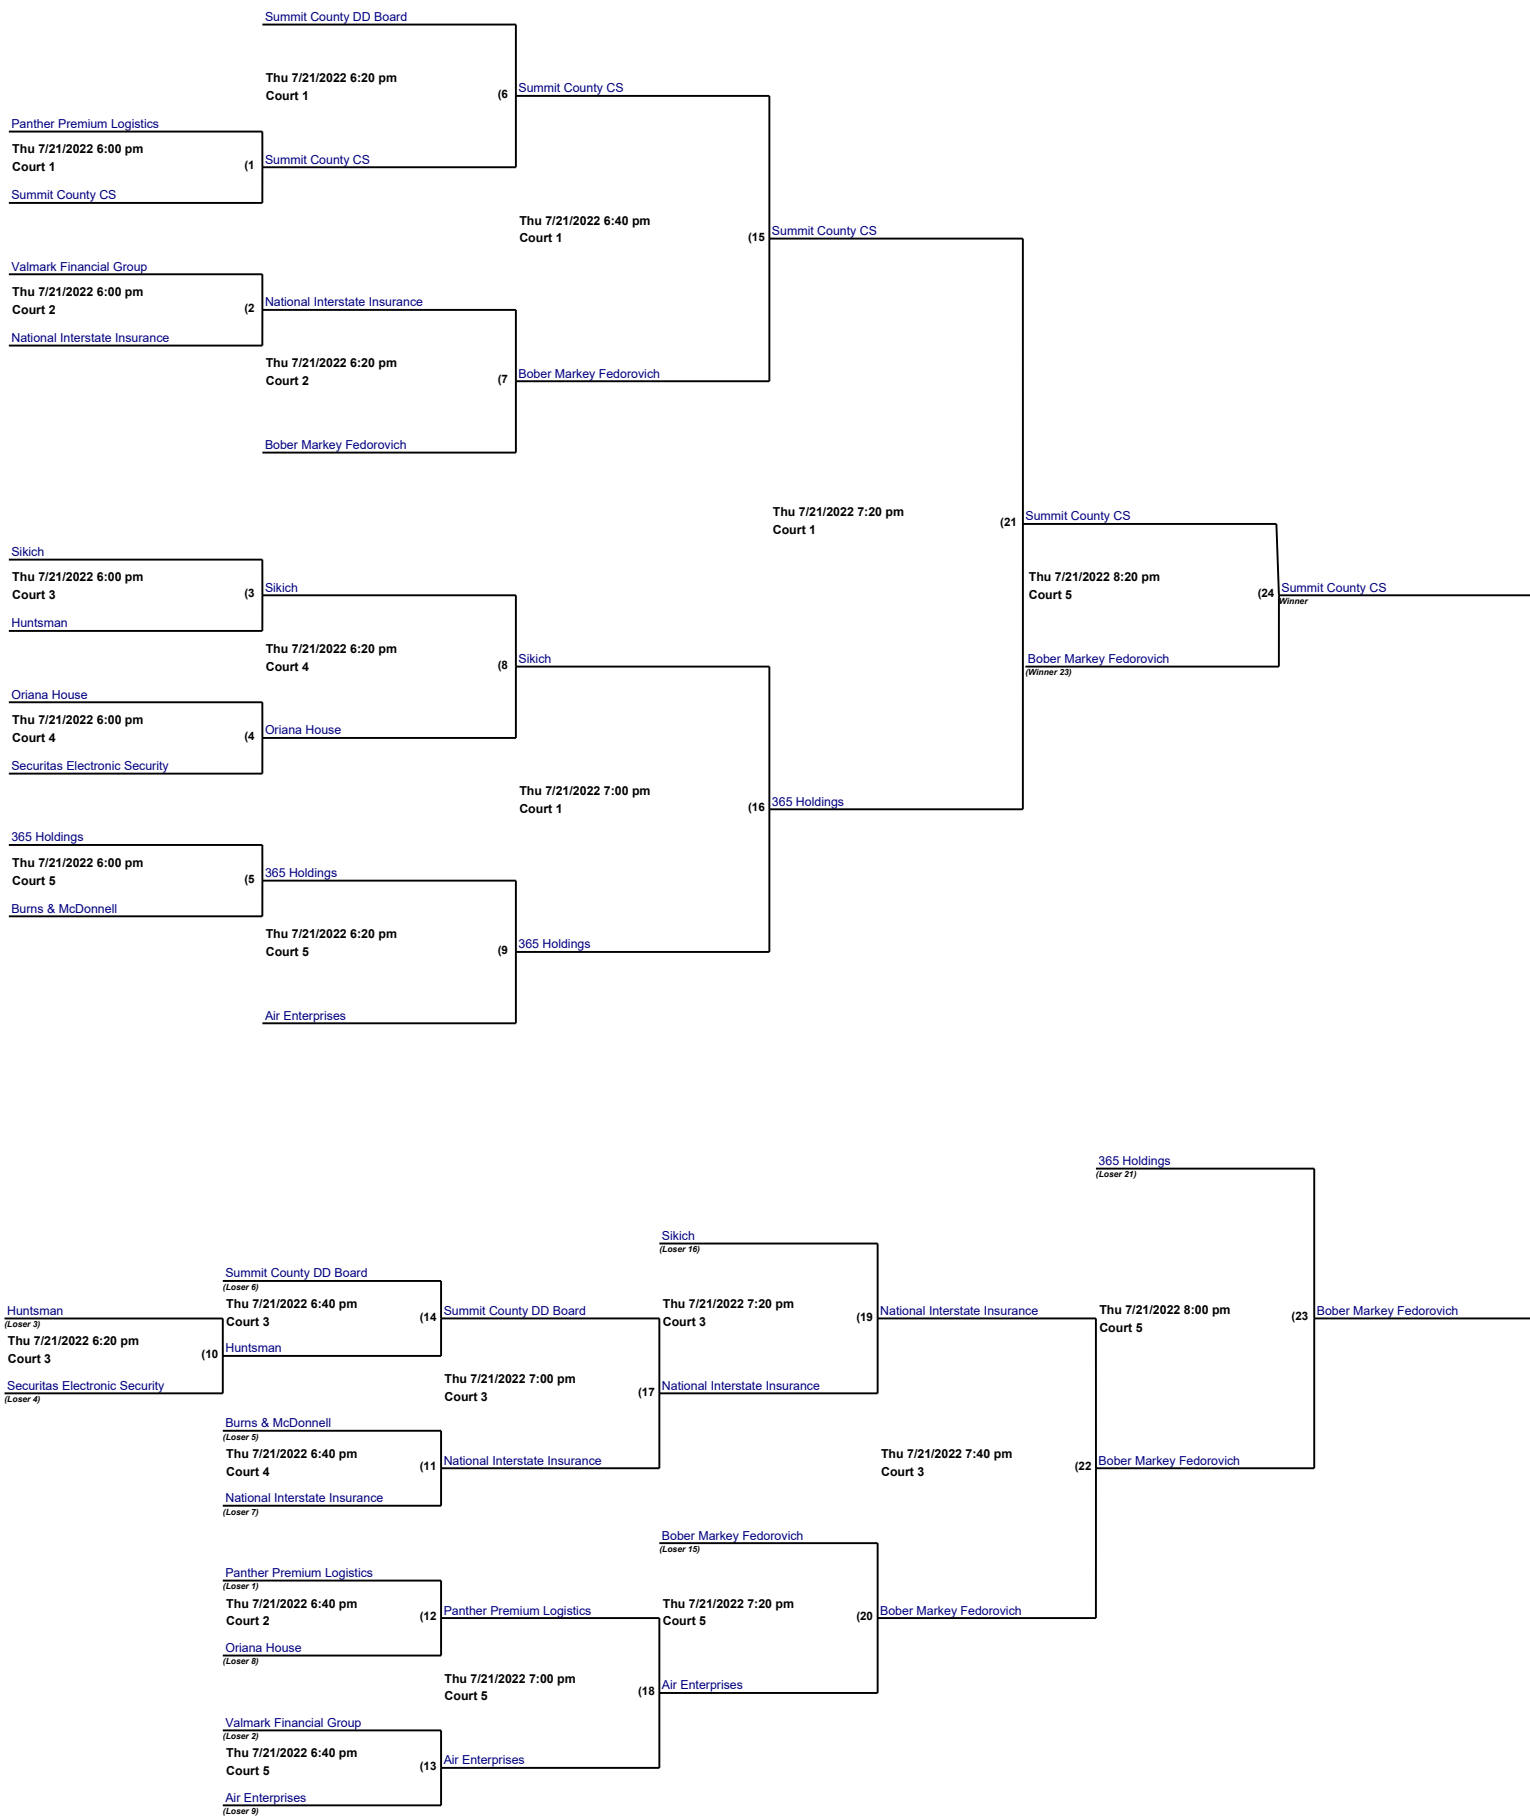 Summit County DD Board
Thu 7/21/2022 6:20 pm
Court 1
(6
Summit County CS
Panther Premium Logistics
Thu 7/21/2022 6:00 pm
Court 1
(1
Summit County CS
Summit County CS
Thu 7/21/2022 6:40 pm
Court 1
(15
Summit County CS
Valmark Financial Group
Thu 7/21/2022 6:00 pm
Court 2
(2
National Interstate Insurance
National Interstate Insurance
Thu 7/21/2022 6:20 pm
Court 2
(7
Bober Markey Fedorovich
Bober Markey Fedorovich
Thu 7/21/2022 7:20 pm
Court 1
(21
Summit County CS
Sikich
Thu 7/21/2022 6:00 pm
Court 3
(3
Sikich
Huntsman
Thu 7/21/2022 8:20 pm
Court 5
(24
Summit County CS
Winner
Thu 7/21/2022 6:20 pm
Court 4
(8
Sikich
Bober Markey Fedorovich
(Winner 23)
Oriana House
Thu 7/21/2022 6:00 pm
Court 4
(4
Oriana House
Securitas Electronic Security
Thu 7/21/2022 7:00 pm
Court 1
(16
365 Holdings
365 Holdings
Thu 7/21/2022 6:00 pm
Court 5
(5
365 Holdings
Burns & McDonnell
Thu 7/21/2022 6:20 pm
Court 5
(9
365 Holdings
Air Enterprises
365 Holdings
(Loser 21)
Sikich
(Loser 16)
Summit County DD Board
(Loser 6)
Thu 7/21/2022 6:40 pm
Court 3
(14
Summit County DD Board
Thu 7/21/2022 7:20 pm
Court 3
(19
National Interstate Insurance
Thu 7/21/2022 8:00 pm
Court 5
(23
Bober Markey Fedorovich
Huntsman
(Loser 3)
Thu 7/21/2022 6:20 pm
Court 3
(10
Huntsman
Securitas Electronic Security
(Loser 4)
Thu 7/21/2022 7:00 pm
Court 3
(17
National Interstate Insurance
Burns & McDonnell
(Loser 5)
Thu 7/21/2022 6:40 pm
Court 4
(11
National Interstate Insurance
Thu 7/21/2022 7:40 pm
Court 3
(22
Bober Markey Fedorovich
National Interstate Insurance
(Loser 7)
Bober Markey Fedorovich
(Loser 15)
Panther Premium Logistics
(Loser 1)
Thu 7/21/2022 6:40 pm
Court 2
(12
Panther Premium Logistics
Thu 7/21/2022 7:20 pm
Court 5
(20
Bober Markey Fedorovich
Oriana House
(Loser 8)
Thu 7/21/2022 7:00 pm
Court 5
(18
Air Enterprises
Valmark Financial Group
(Loser 2)
Thu 7/21/2022 6:40 pm
Court 5
(13
Air Enterprises
Air Enterprises
(Loser 9)